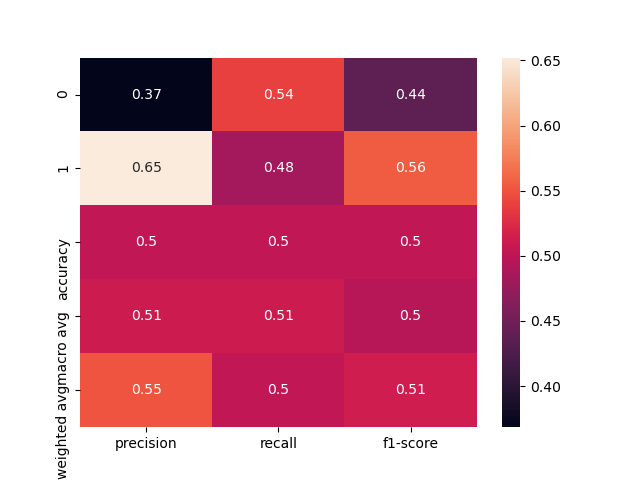 0 0.37 0.54 0.44
1 0.65 0.48 0.56
accuracy 0.5 0.5 0.5
macro avg 0.51 0.51 0.5
weighted avg 0.55 0.5 0.51
precision recall f1-score
0.65
0.60
0.55
0.50
0.45
0.40